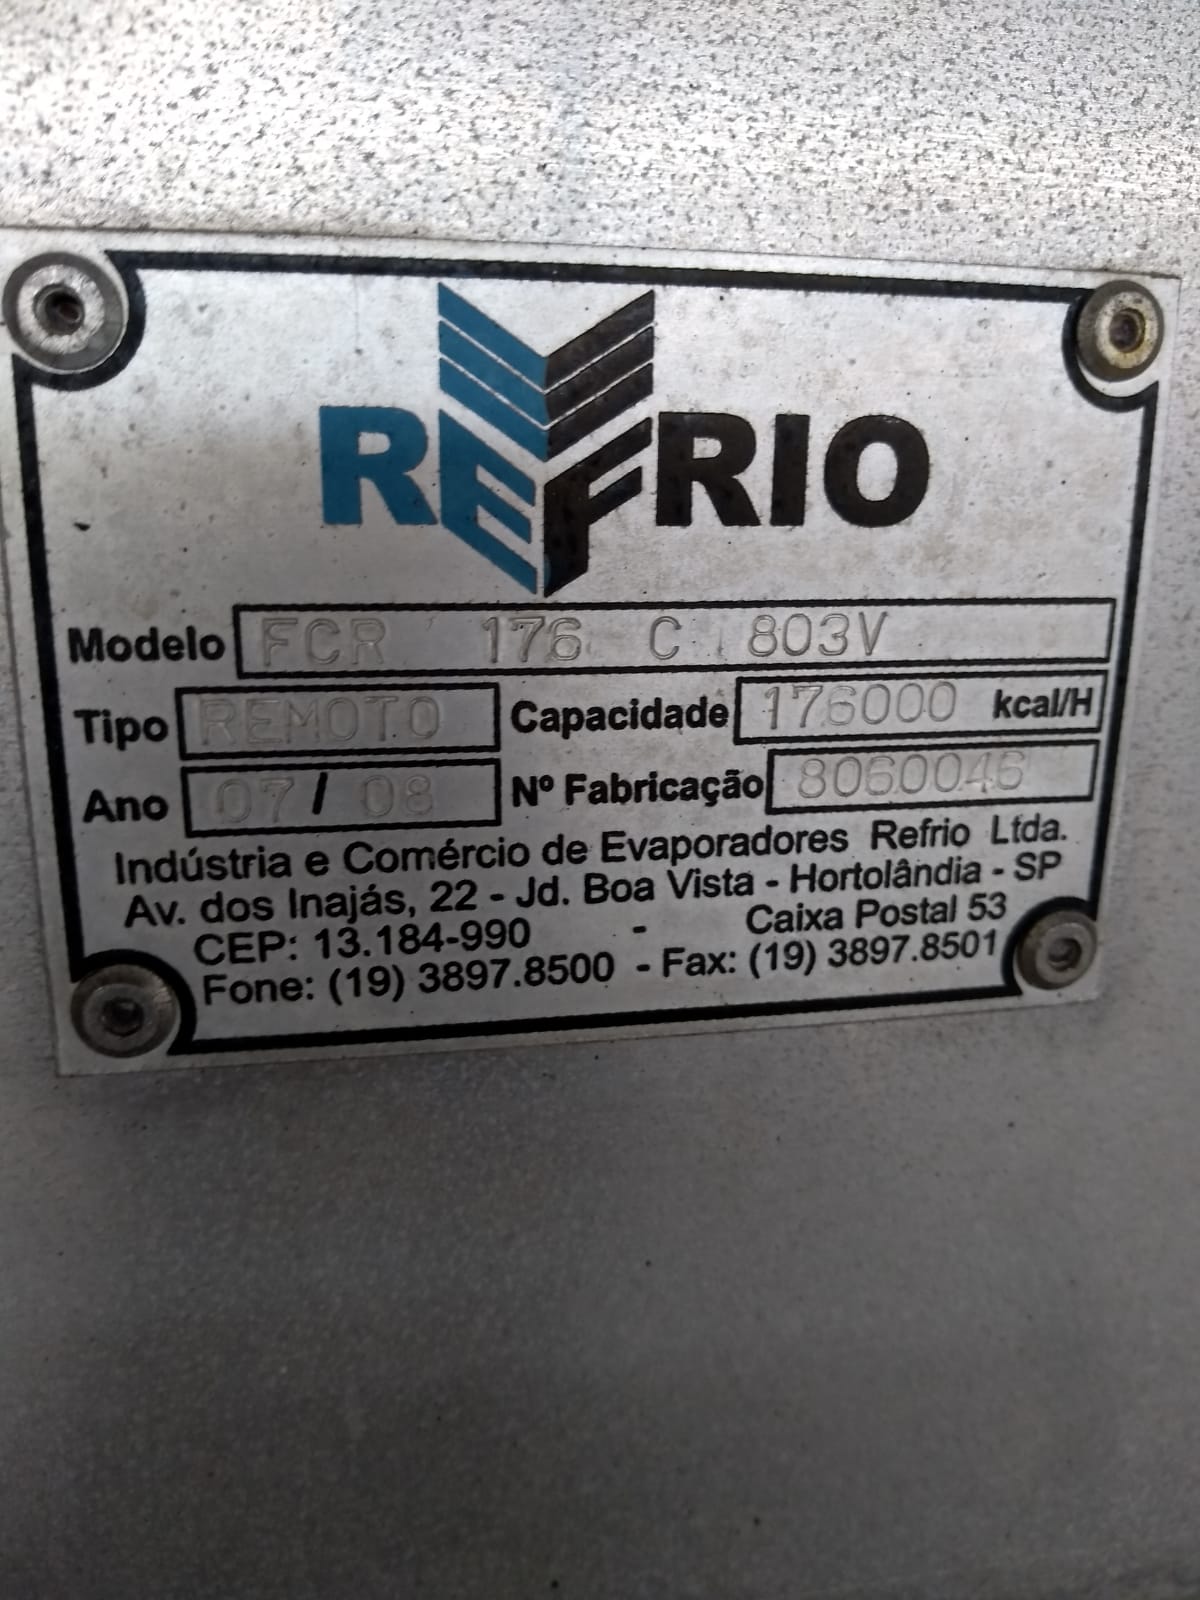 REFRIO
Modelo FCR 176 C 803V
Tipo REMOTO Capacidade 176000 kcal/H
Ano 07/08 Nº Fabricação 8060046
Indústria e Comércio de Evaporadores Refrio Ltda.
Av. dos Inajás, 22 - Jd. Boa Vista - Hortolândia - SP
CEP: 13.184-990 - Caixa Postal 53
Fone: (19) 3897.8500 - Fax: (19) 3897.8501